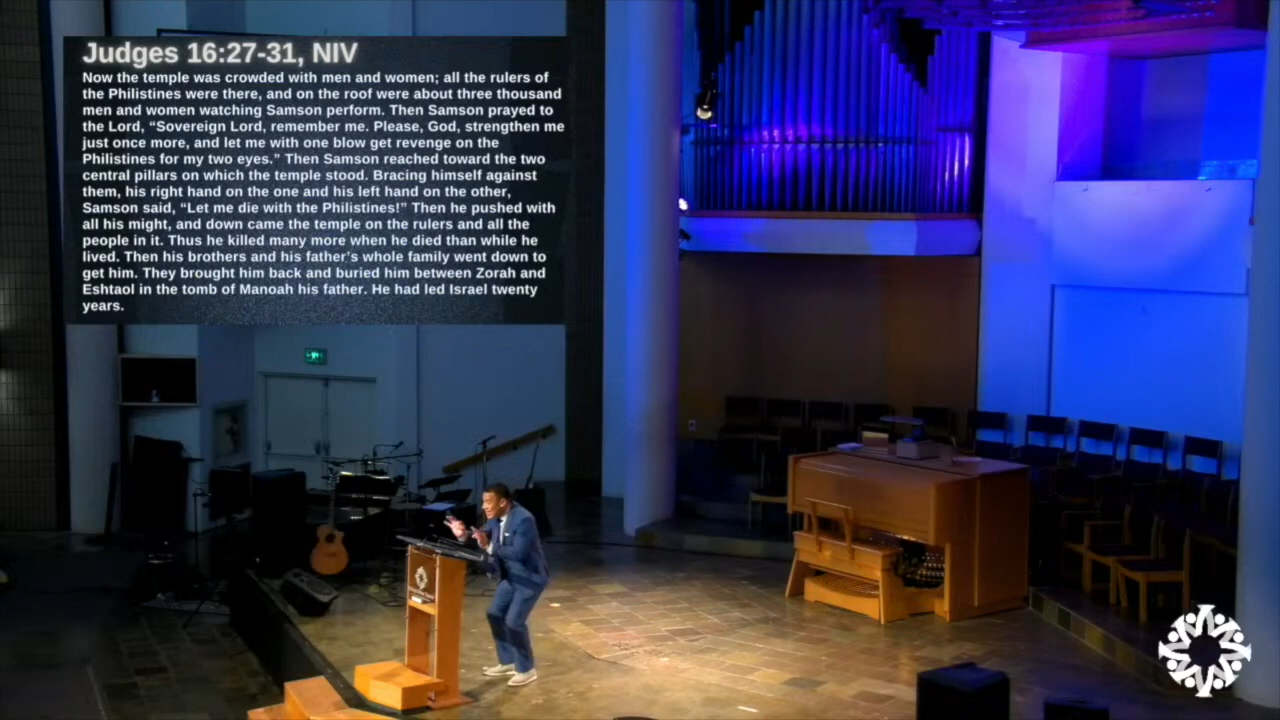 Judges 16:27-31, NIV
Now the temple was crowded with men and women; all the rulers of
the Philistines were there, and on the roof were about three thousand
men and women watching Samson perform. Then Samson prayed to
the Lord, “Sovereign Lord, remember me. Please, God, strengthen me
just once more, and let me with one blow get revenge on the
Philistines for my two eyes.” Then Samson reached toward the two
central pillars on which the temple stood. Bracing himself against
them, his right hand on the one and his left hand on the other,
Samson said, “Let me die with the Philistines!” Then he pushed with
all his might, and down came the temple on the rulers and all the
people in it. Thus he killed many more when he died than while he
lived. Then his brothers and his father’s whole family went down to
get him. They brought him back and buried him between Zorah and
Eshtaol in the tomb of Manoah his father. He had led Israel twenty
years.